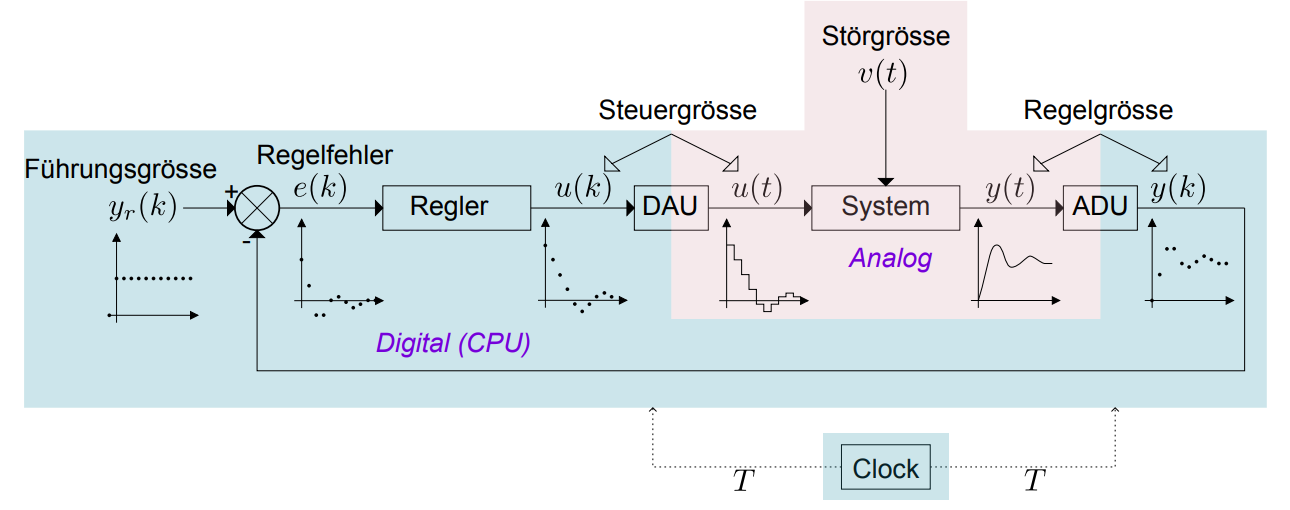 Störgrösse
v(t)
Steuergrösse
Regelgrösse
Führungsgrösse
y_r(k)
+
-
Regelfehler
e(k)
Regler
u(k)
DAU
u(t)
System
y(t)
ADU
y(k)
Analog
Digital (CPU)
T
Clock
T